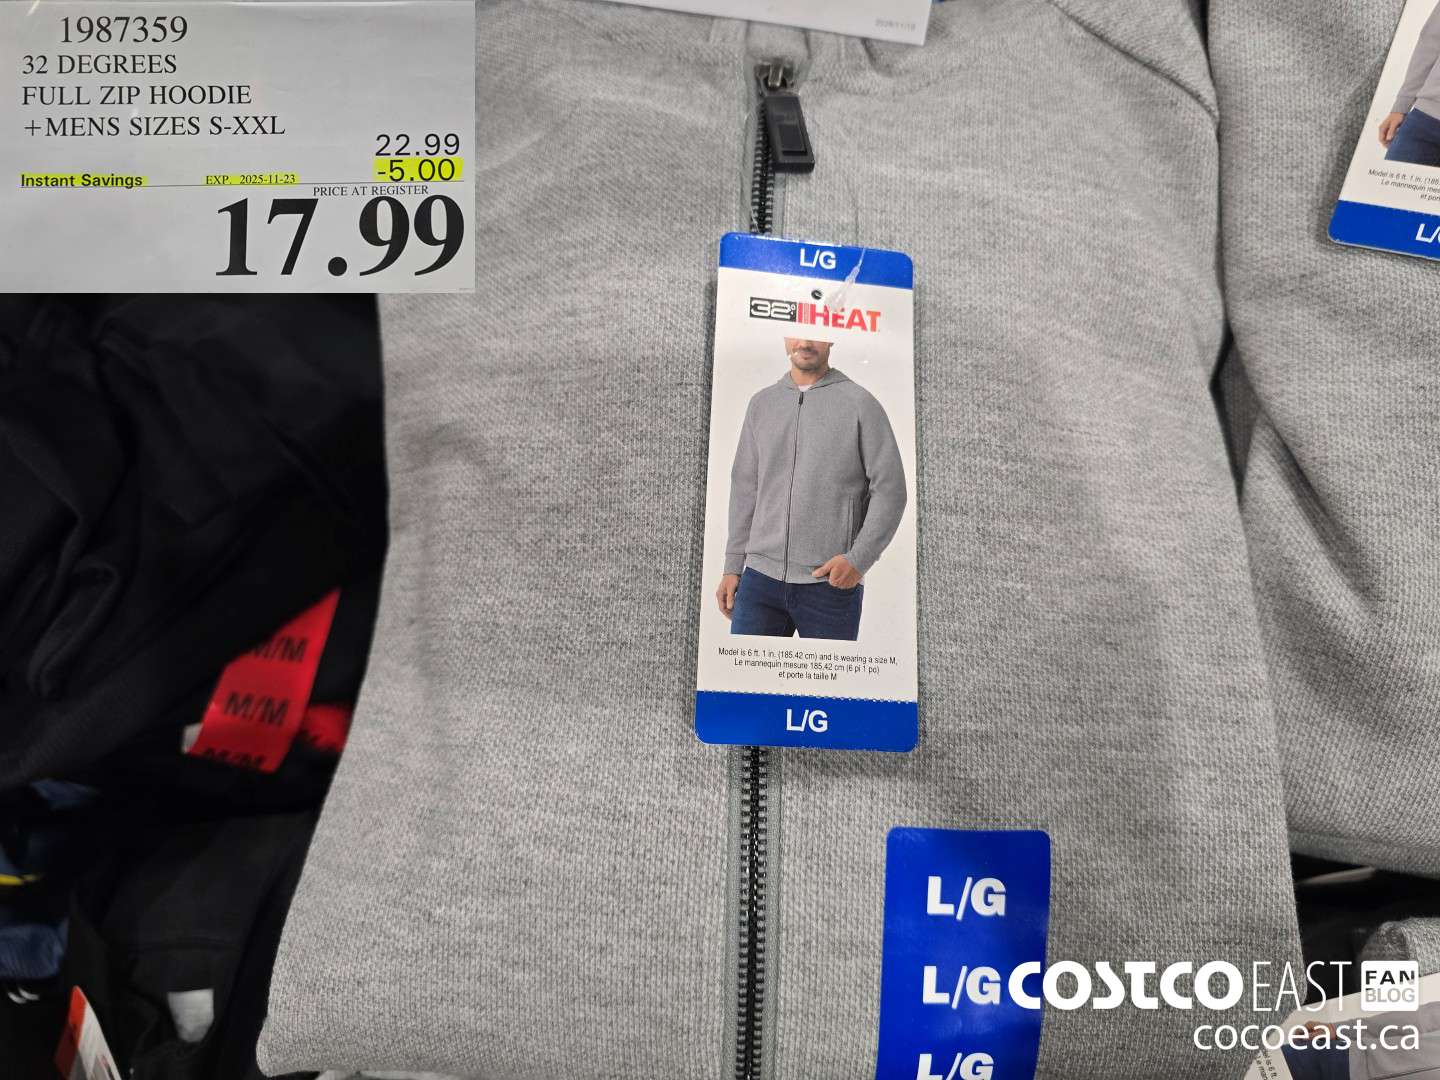 1987359
32 DEGREES
FULL ZIP HOODIE
+MENS SIZES S-XXL
22.99
-5.00
Instant Savings EXP. 2025-11-23
PRICE AT REGISTER
17.99
L/G
32° HEAT
Model is 6 ft. 1 in. (185.42 cm) and is wearing a size M.
Le mannequin mesure 185,42 cm (6 pi 1 po)
et porte la taille M
L/G
L/G
L/G
L/G
M/M
M/M
M/M
L/G
COSTCO EAST FAN BLOG
cocoeast.ca